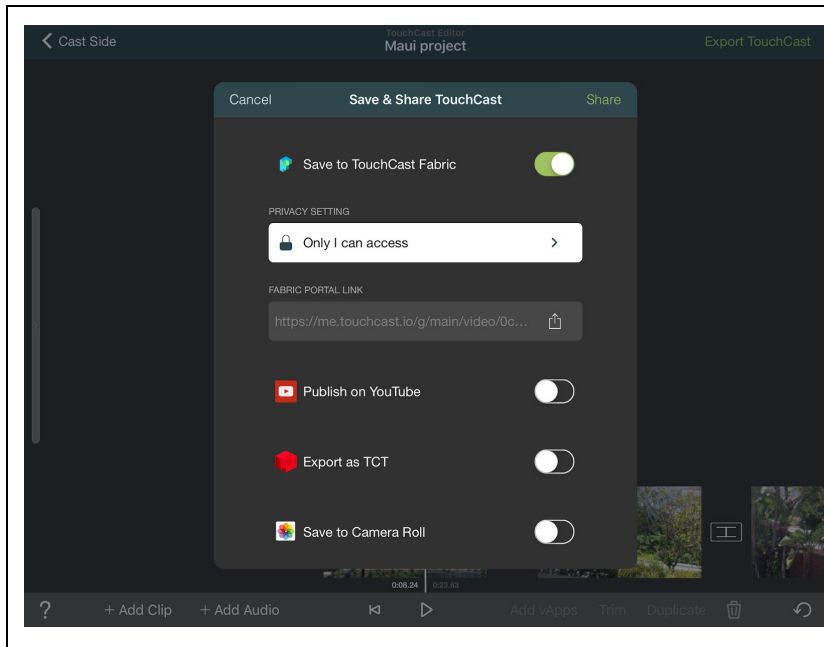 Cast Side
TouchCast Editor
Maui project
Export TouchCast
Cancel
Save & Share TouchCast
Share
Save to TouchCast Fabric
PRIVACY SETTING
Only I can access
FABRIC PORTAL LINK
https://me.touchcast.io/g/main/video/0c...
Publish on YouTube
Export as TCT
Save to Camera Roll
0:08.24 0:23.63
? + Add Clip + Add Audio Add vApps Trim Duplicate